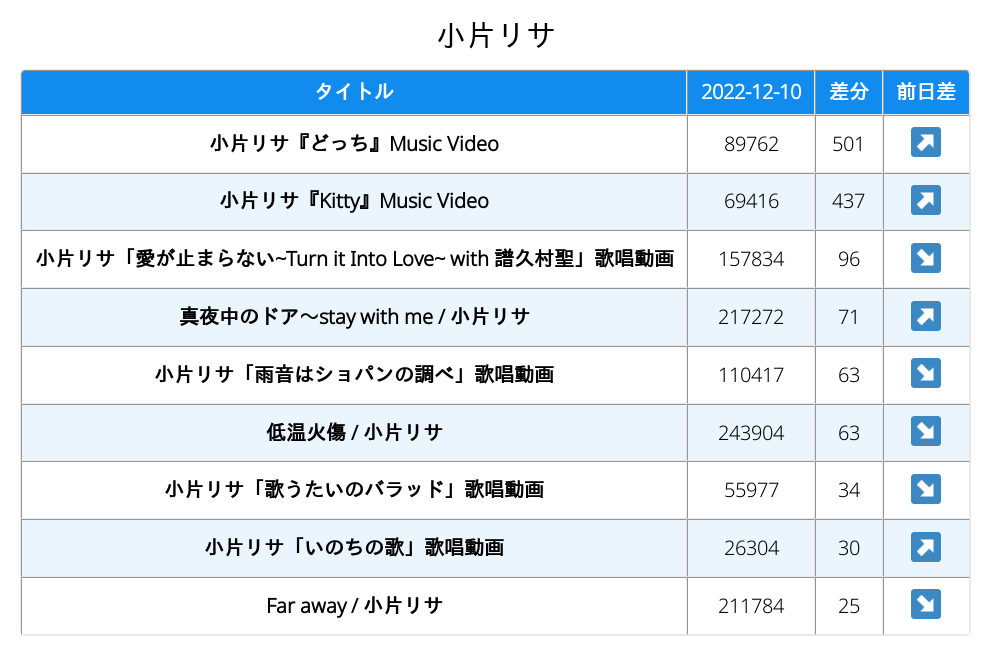 小片リサ
タイトル 2022-12-10 差分 前日差
小片リサ『どっち』Music Video 89762 501 ↗
小片リサ『Kitty』Music Video 69416 437 ↗
小片リサ「愛が止まらない~Turn it Into Love~ with 譜久村聖」歌唱動画 157834 96 ↘
真夜中のドア～stay with me / 小片リサ 217272 71 ↗
小片リサ「雨音はショパンの調べ」歌唱動画 110417 63 ↘
低温火傷 / 小片リサ 243904 63 ↘
小片リサ「歌うたいのバラッド」歌唱動画 55977 34 ↘
小片リサ「いのちの歌」歌唱動画 26304 30 ↗
Far away / 小片リサ 211784 25 ↘